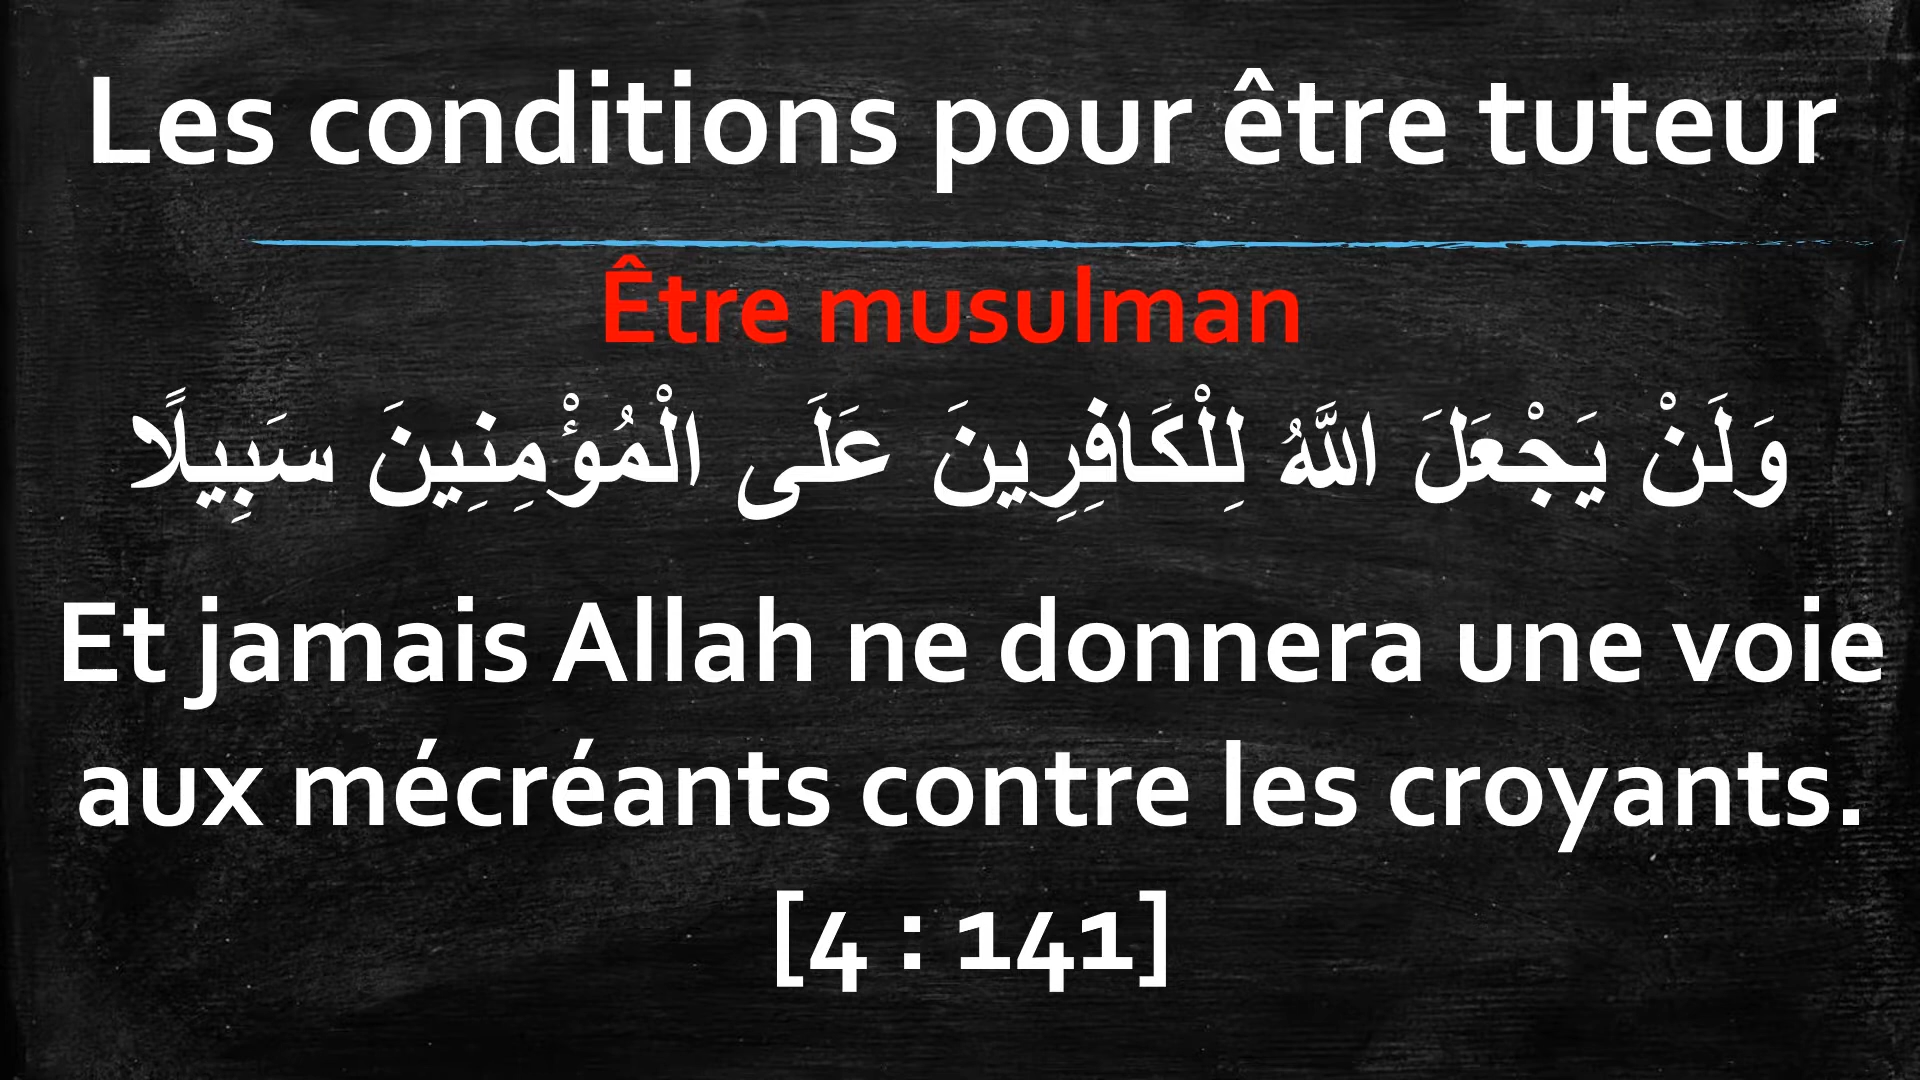 Les conditions pour être tuteur
Être musulman
وَلَنْ يَجْعَلَ اللَّهُ لِلْكَافِرِينَ عَلَى الْمُؤْمِنِينَ سَبِيلًا
Et jamais Allah ne donnera une voie
aux mécréants contre les croyants.
[4 : 141]